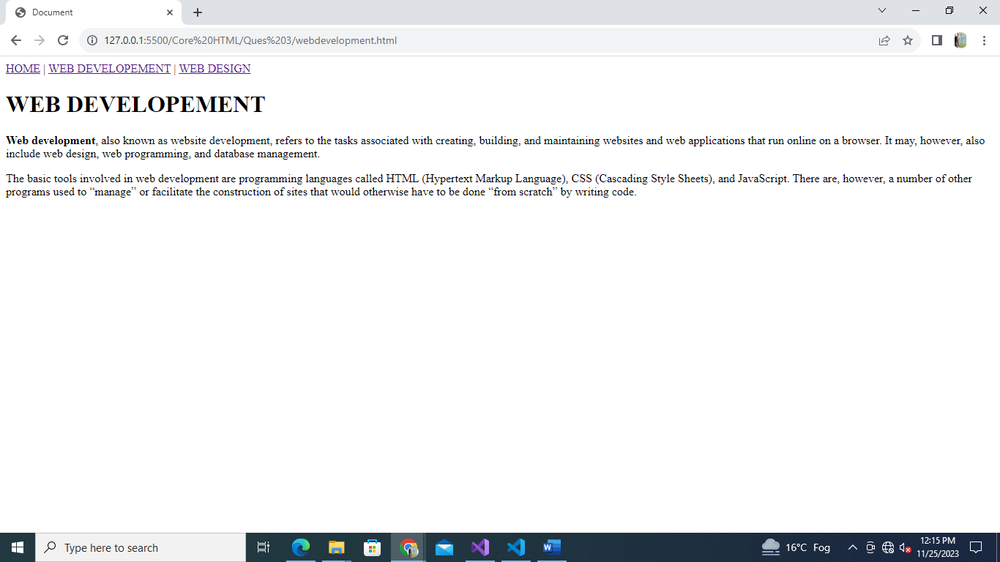 Document
127.0.0.1:5500/Core%20HTML/Ques%203/webdevelopment.html
HOME | WEB DEVELOPEMENT | WEB DESIGN
WEB DEVELOPEMENT
Web development, also known as website development, refers to the tasks associated with creating, building, and maintaining websites and web applications that run online on a browser. It may, however, also
include web design, web programming, and database management.
The basic tools involved in web development are programming languages called HTML (Hypertext Markup Language), CSS (Cascading Style Sheets), and JavaScript. There are, however, a number of other
programs used to “manage” or facilitate the construction of sites that would otherwise have to be done “from scratch” by writing code.
Type here to search
W
16°C Fog
12:15 PM
11/25/2023